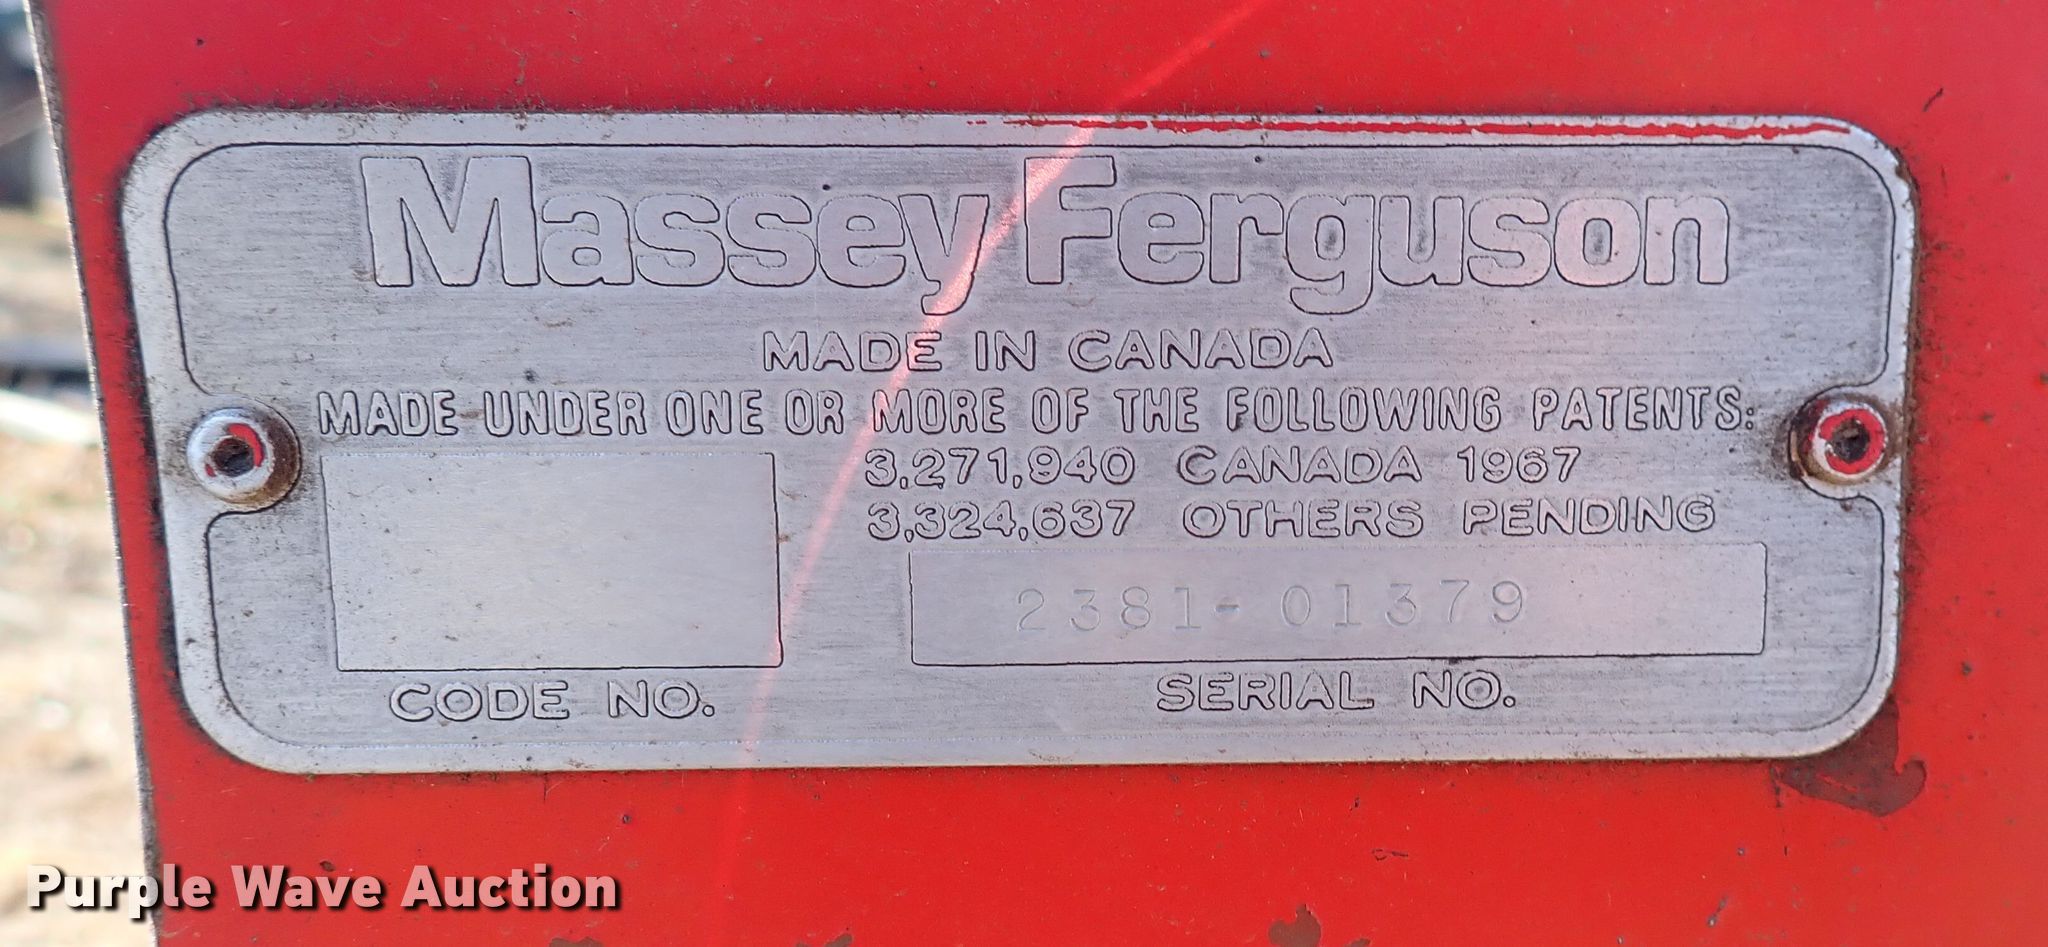 Massey Ferguson
MADE IN CANADA
MADE UNDER ONE OR MORE OF THE FOLLOWING PATENTS:
3,271,940 CANADA 1967
3,324,637 OTHERS PENDING
2381-01379
CODE NO.
SERIAL NO.
Purple Wave Auction